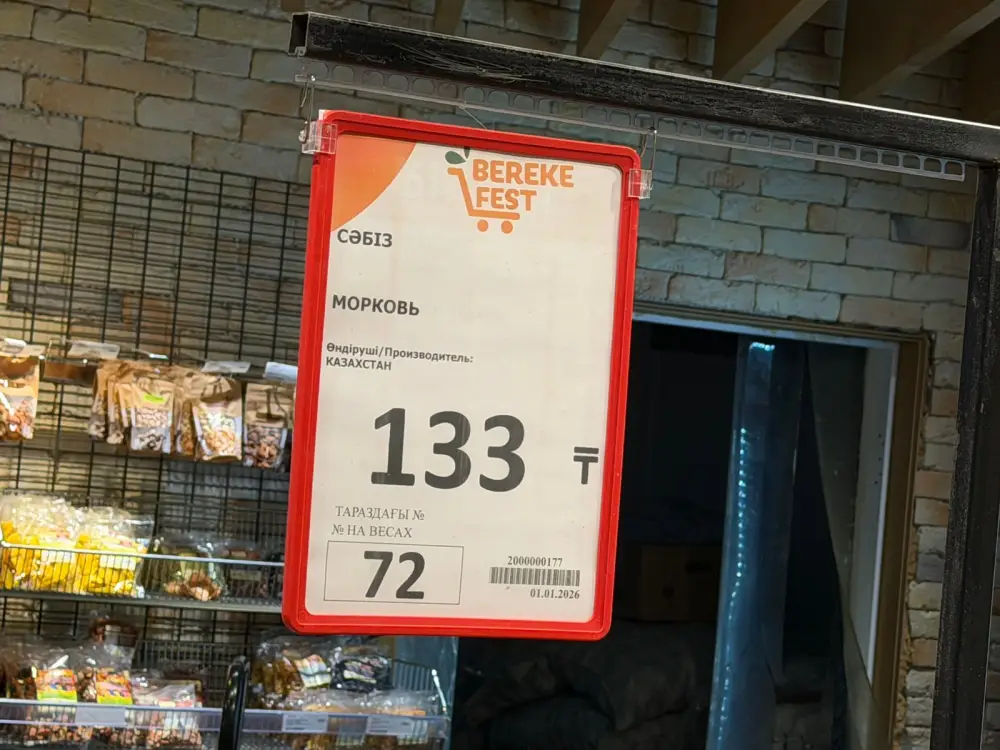 BEREKE
FEST
СӘБІЗ
МОРКОВЬ
Өндіруші/Производитель:
КАЗАХСТАН
133 ₸
ТАРАЗДАҒЫ №
№ НА ВЕСАХ
72
2000000177
01.01.2026